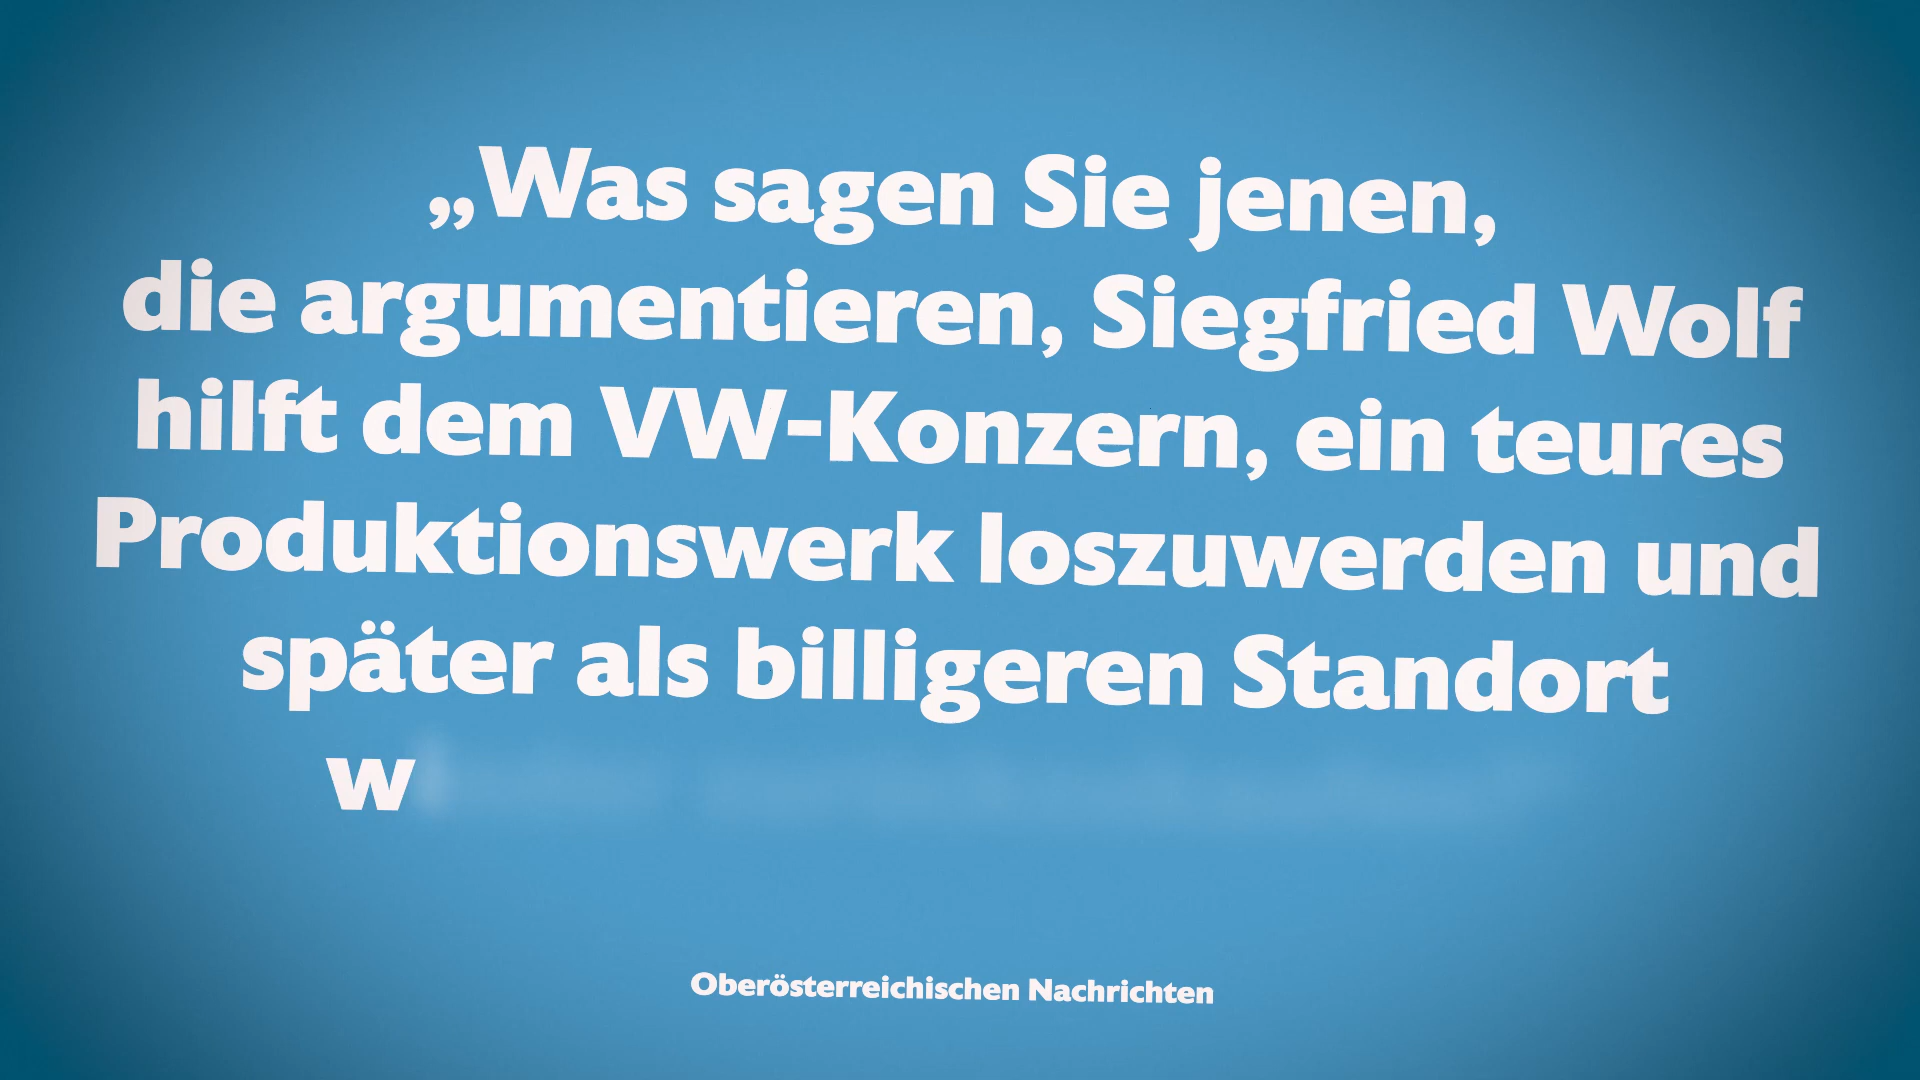 „Was sagen Sie jenen,
die argumentieren, Siegfried Wolf
hilft dem VW-Konzern, ein teures
Produktionswerk loszuwerden und
später als billigeren Standort
w
Oberösterreichischen Nachrichten